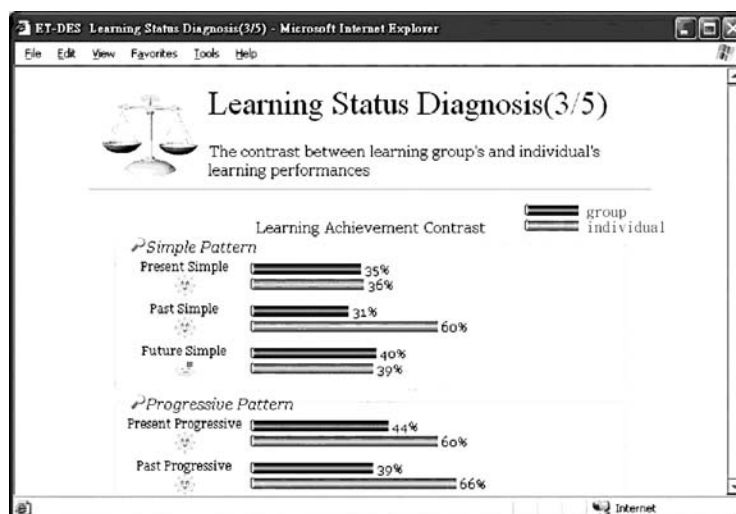 ET-DES Learning Status Diagnosis(3/5) - Microsoft Internet Explorer
File Edit View Favorites Tools Help
Learning Status Diagnosis(3/5)
The contrast between learning group's and individual's
learning performances
group
individual
Learning Achievement Contrast
Simple Pattern
Present Simple
35%
36%
Past Simple
31%
60%
Future Simple
40%
39%
Progressive Pattern
Present Progressive
44%
60%
Past Progressive
39%
66%
Internet